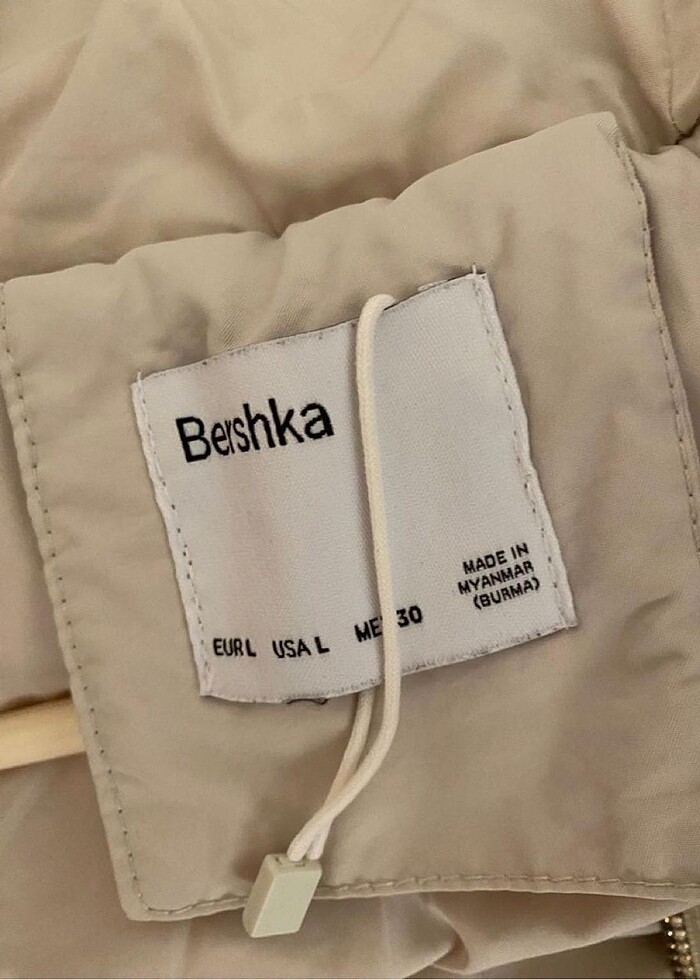 Bershka
MADE IN
MYANMAR
(BURMA)
EUR L USA L 30